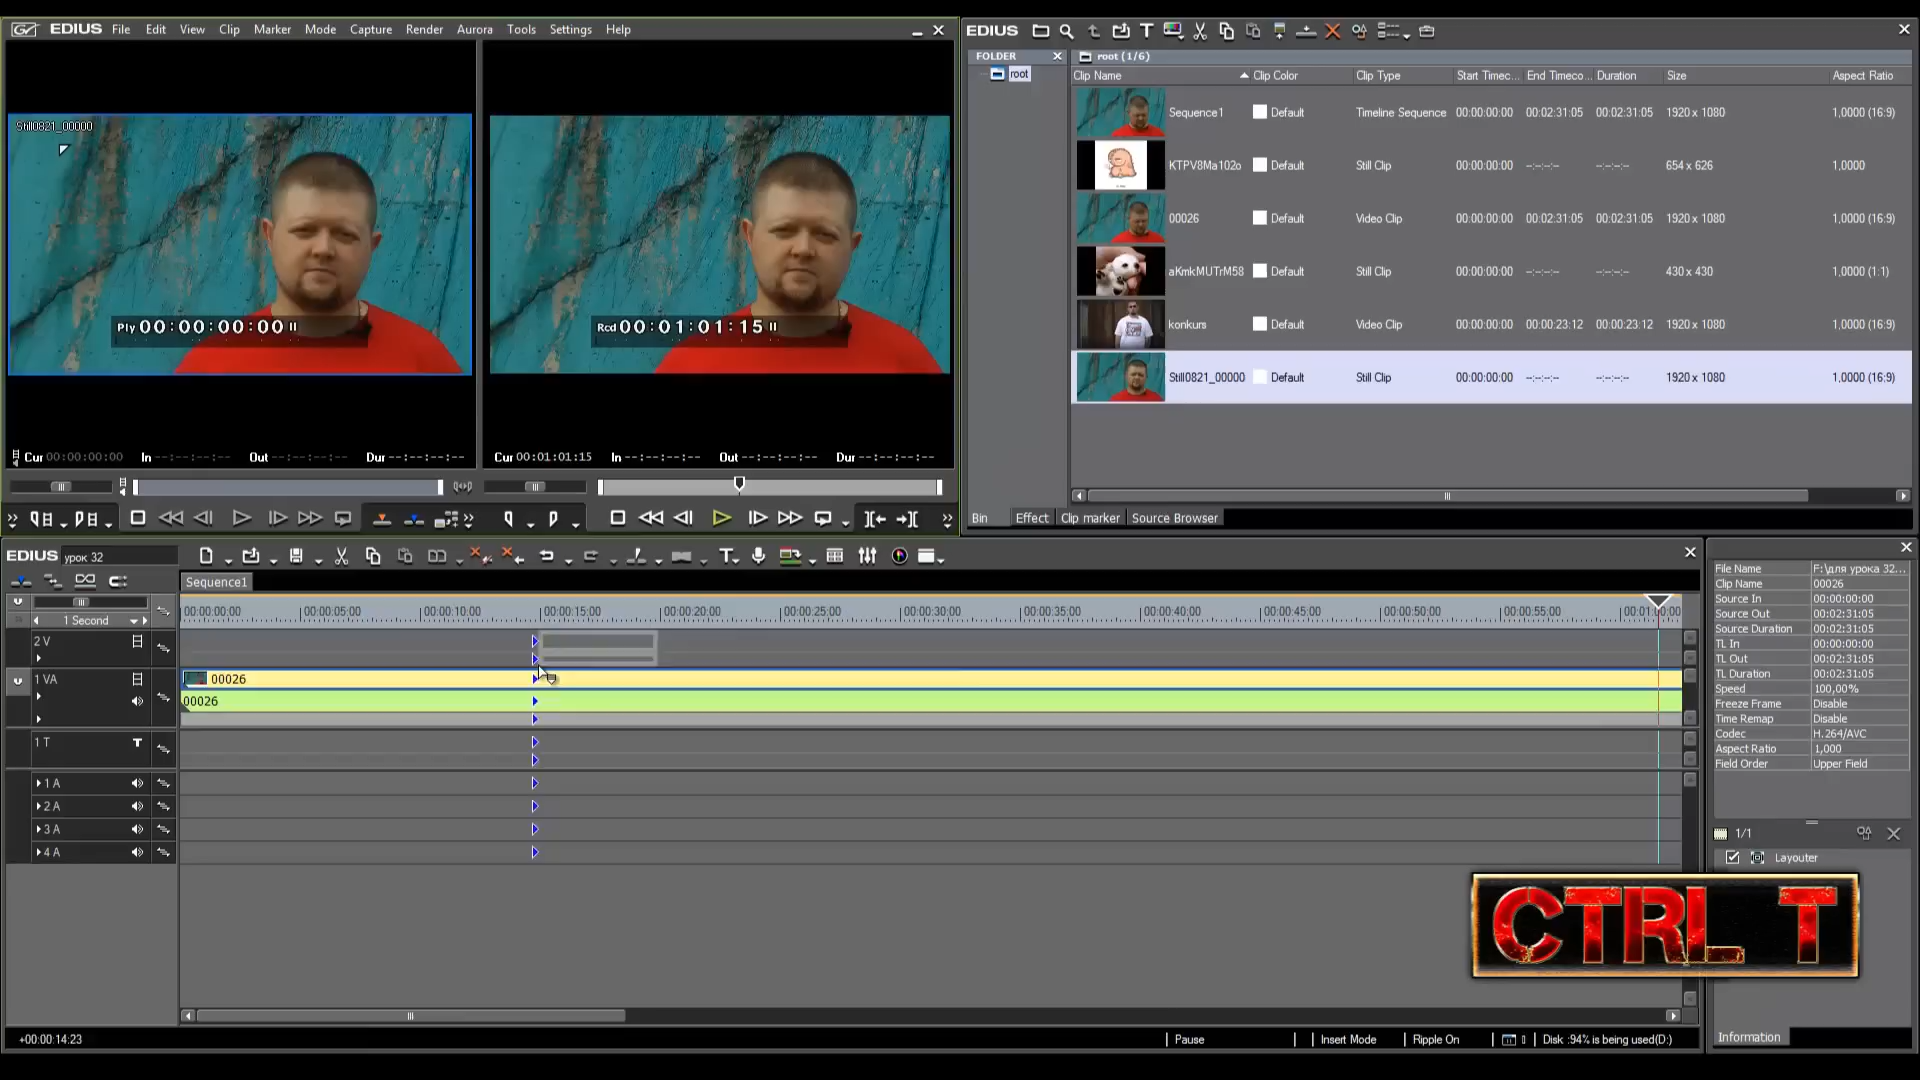 EDIUS File Edit View Clip Marker Mode Capture Render Aurora Tools Settings Help
Still0821_00000
Ply 00:00:00:00
Rcd 00:01:01:15
Cur 00:00:00:00 In --:--:--:-- Out --:--:--:-- Dur --:--:--:--
Cur 00:01:01:15 In --:--:--:-- Out --:--:--:-- Dur --:--:--:--
EDIUS
FOLDER
root
root (1/6)
Clip Name Clip Color Clip Type Start Timec... End Timeco... Duration Size Aspect Ratio
Sequence1 Default Timeline Sequence 00:00:00:00 00:02:31:05 00:02:31:05 1920 x 1080 1,0000 (16:9)
KTPV8Ma102o Default Still Clip 00:00:00:00 --:--:--:-- --:--:--:-- 654 x 626 1,0000
00026 Default Video Clip 00:00:00:00 00:02:31:05 00:02:31:05 1920 x 1080 1,0000 (16:9)
aKmkMUTrM58 Default Still Clip 00:00:00:00 --:--:--:-- --:--:--:-- 430 x 430 1,0000 (1:1)
konkurs Default Video Clip 00:00:00:00 00:00:23:12 00:00:23:12 1920 x 1080 1,0000 (16:9)
Still0821_00000 Default Still Clip 00:00:00:00 --:--:--:-- --:--:--:-- 1920 x 1080 1,0000 (16:9)
Bin Effect Clip marker Source Browser
EDIUS урок 32
Sequence1
1 Second
00:00:00:00 00:00:05:00 00:00:10:00 00:00:15:00 00:00:20:00 00:00:25:00 00:00:30:00 00:00:35:00 00:00:40:00 00:00:45:00 00:00:50:00 00:00:55:00 00:01:00:00
2 V
1 VA
00026
00026
1 T T
1 A
2 A
3 A
4 A
File Name F:\для урока 32...
Clip Name 00026
Source In 00:00:00:00
Source Out 00:02:31:05
Source Duration 00:02:31:05
TL In 00:00:00:00
TL Out 00:02:31:05
TL Duration 00:02:31:05
Speed 100,00%
Freeze Frame Disable
Time Remap Disable
Codec H.264/AVC
Aspect Ratio 1,000
Field Order Upper Field
1/1
Layouter
CTRL T
Information
+00:00:14:23
Pause Insert Mode Ripple On 0 Disk :94% is being used(D:)